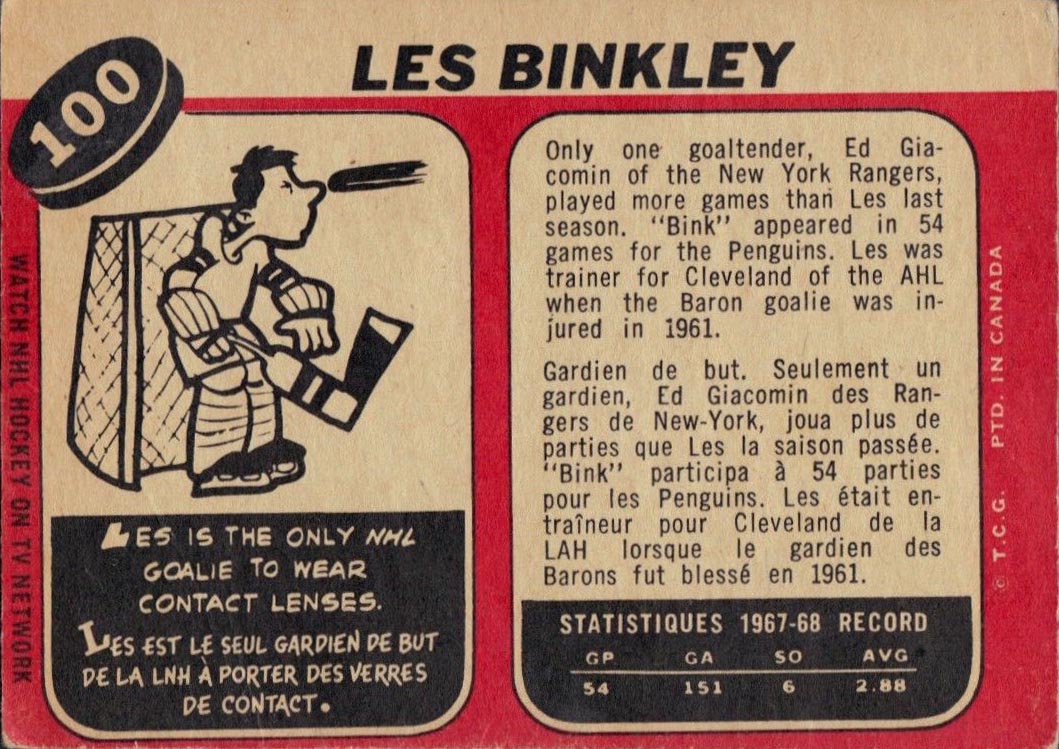 LES BINKLEY
100
WATCH NHL HOCKEY ON TV NETWORK
LES IS THE ONLY NHL
GOALIE TO WEAR
CONTACT LENSES.
LES EST LE SEUL GARDIEN DE BUT
DE LA LNH À PORTER DES VERRES
DE CONTACT.
Only one goaltender, Ed Gia-
comin of the New York Rangers,
played more games than Les last
season. "Bink" appeared in 54
games for the Penguins. Les was
trainer for Cleveland of the AHL
when the Baron goalie was in-
jured in 1961.
Gardien de but. Seulement un
gardien, Ed Giacomin des Ran-
gers de New-York, joua plus de
parties que Les la saison passée.
"Bink" participa à 54 parties
pour les Penguins. Les était en-
traîneur pour Cleveland de la
LAH lorsque le gardien des
Barons fut blessé en 1961.
STATISTIQUES 1967-68 RECORD
GP GA SO AVG
54 151 6 2.88
© T.C.G. PTD. IN CANADA